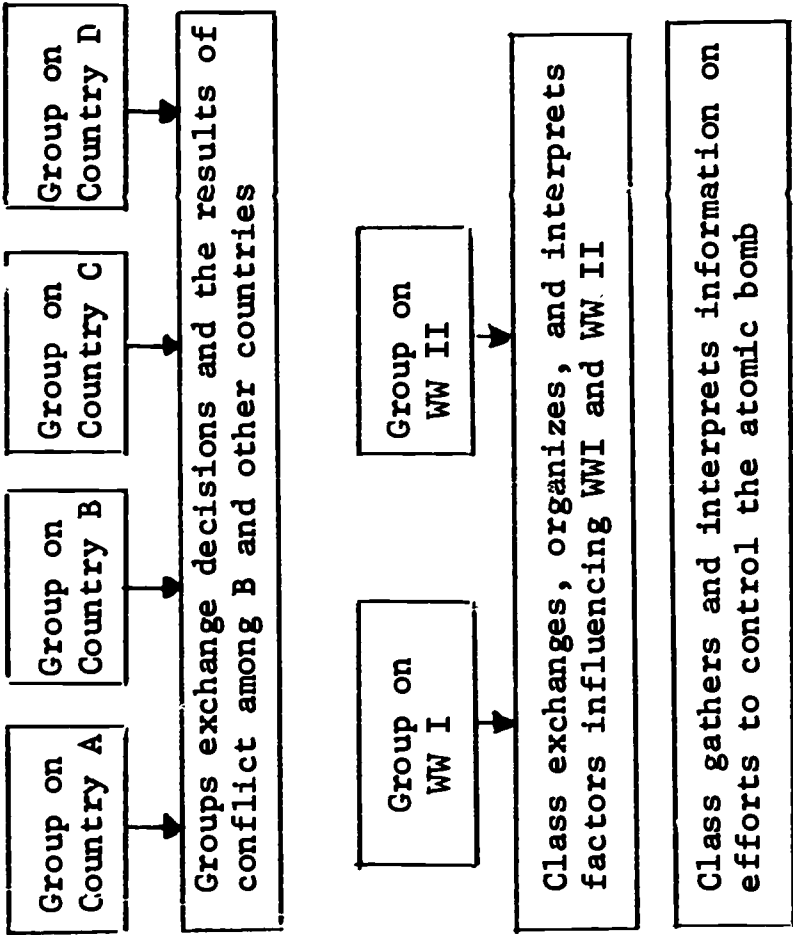 Group on
Country A
Group on
Country B
Group on
Country C
Group on
Country D
Groups exchange decisions and the results of
conflict among B and other countries
Group on
WW I
Group on
WW II
Class exchanges, organizes, and interprets
factors influencing WWI and WW II
Class gathers and interprets information on
efforts to control the atomic bomb